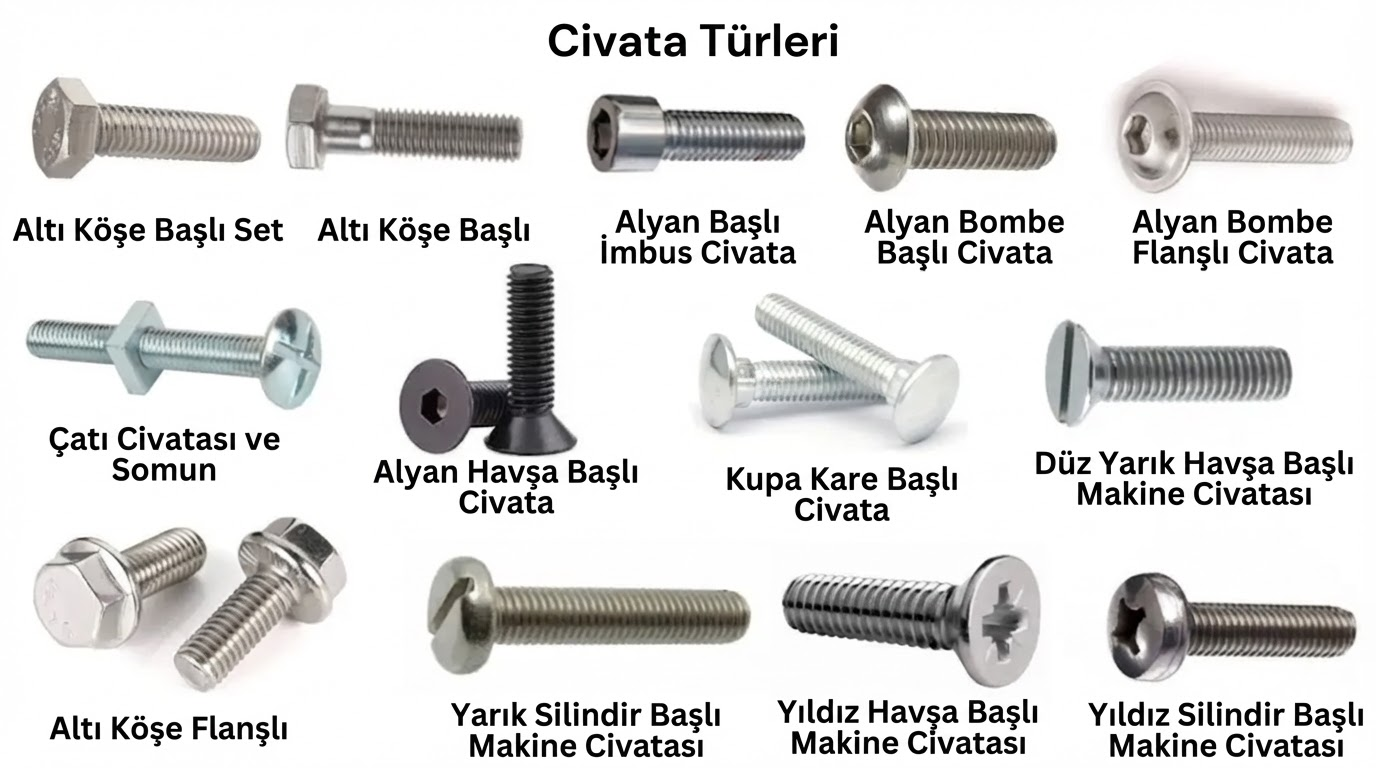 Civata Türleri
Altı Köşe Başlı Set
Altı Köşe Başlı
Alyan Başlı
İmbus Civata
Alyan Bombe
Başlı Civata
Alyan Bombe
Flanşlı Civata
Çatı Civatası ve
Somun
Alyan Havşa Başlı
Civata
Kupa Kare Başlı
Civata
Düz Yarık Havşa Başlı
Makine Civatası
Altı Köşe Flanşlı
Yarık Silindir Başlı
Makine Civatası
Yıldız Havşa Başlı
Makine Civatası
Yıldız Silindir Başlı
Makine Civatası